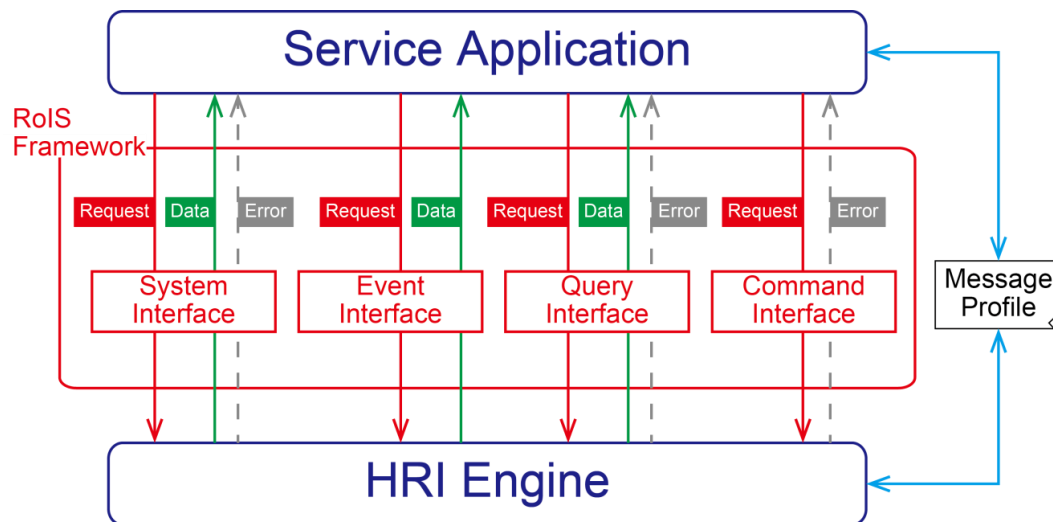 Service Application
RoIS
Framework
Request Data Error Request Data Request Data Error Request Error
System
Interface
Event
Interface
Query
Interface
Command
Interface
Message
Profile
HRI Engine